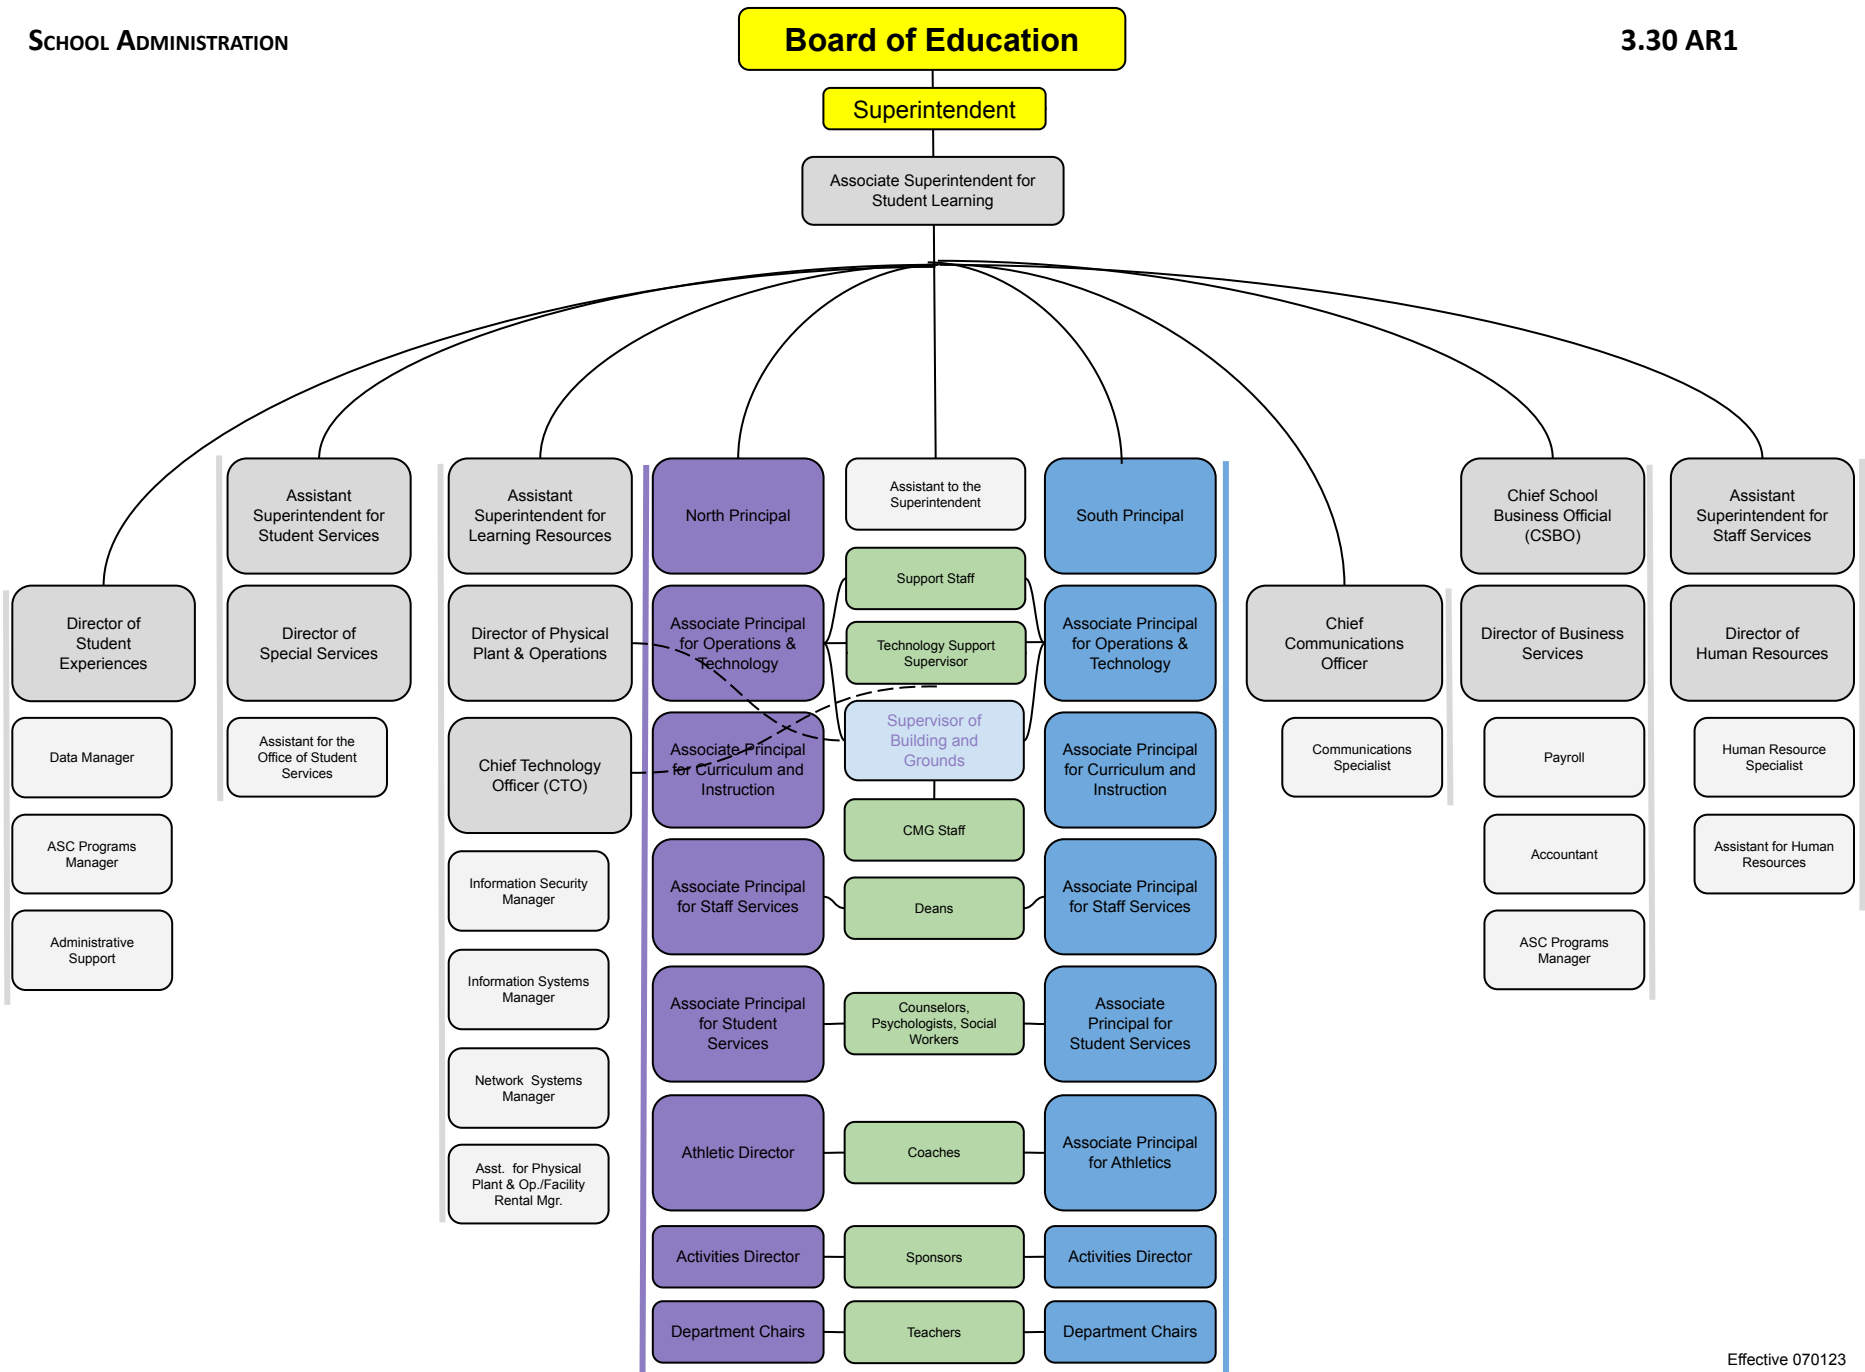 SCHOOL ADMINISTRATION
Board of Education
3.30 AR1
Superintendent
Associate Superintendent for
Student Learning
Director of
Student
Experiences
Data Manager
ASC Programs
Manager
Administrative
Support
Assistant
Superintendent for
Student Services
Director of
Special Services
Assistant for the
Office of Student
Services
Assistant
Superintendent for
Learning Resources
Director of Physical
Plant & Operations
Chief Technology
Officer (CTO)
Information Security
Manager
Information Systems
Manager
Network Systems
Manager
Asst. for Physical
Plant & Op./Facility
Rental Mgr.
North Principal
Associate Principal
for Operations &
Technology
Associate Principal
for Curriculum and
Instruction
Associate Principal
for Staff Services
Associate Principal
for Student
Services
Athletic Director
Activities Director
Department Chairs
Assistant to the
Superintendent
Support Staff
Technology Support
Supervisor
Supervisor of
Building and
Grounds
CMG Staff
Deans
Counselors,
Psychologists, Social
Workers
Coaches
Sponsors
Teachers
South Principal
Associate Principal
for Operations &
Technology
Associate Principal
for Curriculum and
Instruction
Associate Principal
for Staff Services
Associate
Principal for
Student Services
Associate Principal
for Athletics
Activities Director
Department Chairs
Chief
Communications
Officer
Communications
Specialist
Chief School
Business Official
(CSBO)
Director of Business
Services
Payroll
Accountant
ASC Programs
Manager
Assistant
Superintendent for
Staff Services
Director of
Human Resources
Human Resource
Specialist
Assistant for Human
Resources
Effective 070123